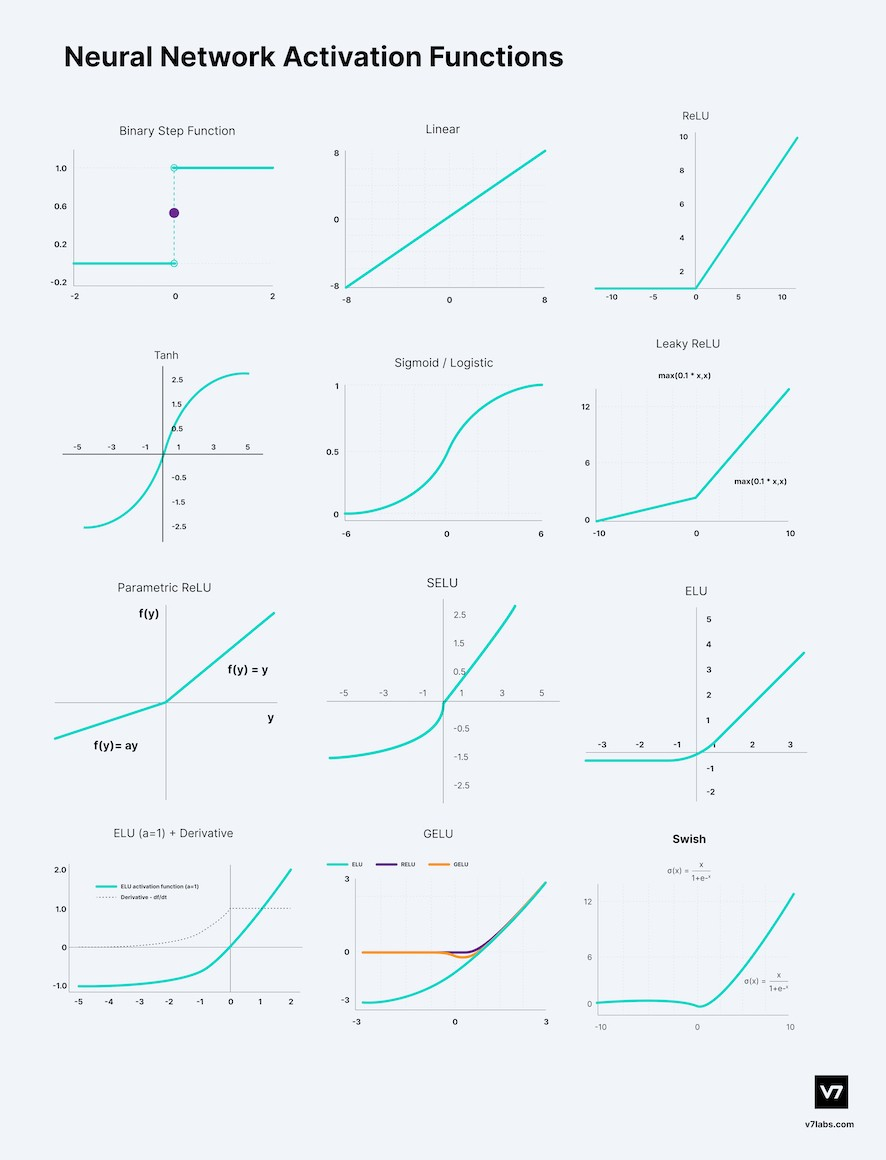 Neural Network Activation Functions
Binary Step Function
1.0
0.6
0.2
-0.2
-2 0 2
Linear
8
0
-8
-8 0 8
ReLU
10
8
6
4
2
-10 -5 0 5 10
Tanh
2.5
1.5
0.5
-5 -3 -1 1 3 5
-0.5
-1.5
-2.5
Sigmoid / Logistic
1
0.5
0
-6 0 6
Leaky ReLU
max(0.1 * x,x)
12
6
max(0.1 * x,x)
0
-10 0 10
Parametric ReLU
f(y)
f(y) = y
y
f(y)= ay
SELU
2.5
1.5
0.5
-5 -3 -1 1 3 5
-0.5
-1.5
-2.5
ELU
5
4
3
2
1
-3 -2 -1 1 2 3
-1
-2
ELU (a=1) + Derivative
2.0
ELU activation function (a=1)
Derivative - df/dt
1.0
0
-1.0
-5 -4 -3 -2 -1 0 1 2
GELU
ELU RELU GELU
3
0
-3
-3 0 3
Swish
σ(x) = x
1+e-ˣ
12
6
σ(x) = x
1+e-ˣ
0
-10 0 10
V7
v7labs.com